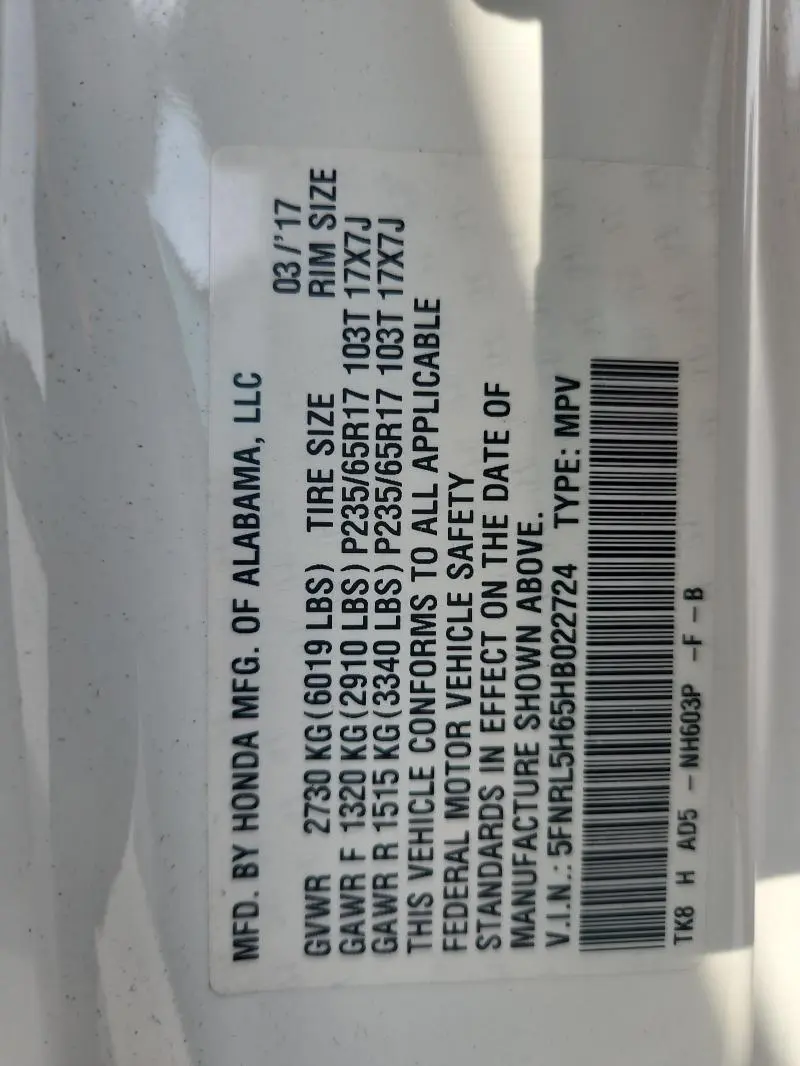 MFD. BY HONDA MFG. OF ALABAMA, LLC
03/'17
GVWR 2730 KG(6019 LBS) TIRE SIZE RIM SIZE
GAWR F 1320 KG(2910 LBS) P235/65R17 103T 17X7J
GAWR R 1515 KG(3340 LBS) P235/65R17 103T 17X7J
THIS VEHICLE CONFORMS TO ALL APPLICABLE
FEDERAL MOTOR VEHICLE SAFETY
STANDARDS IN EFFECT ON THE DATE OF
MANUFACTURE SHOWN ABOVE.
V.I.N.: 5FNRL5H65HB022724 TYPE: MPV
TK8 H AD5 - NH603P -F - B